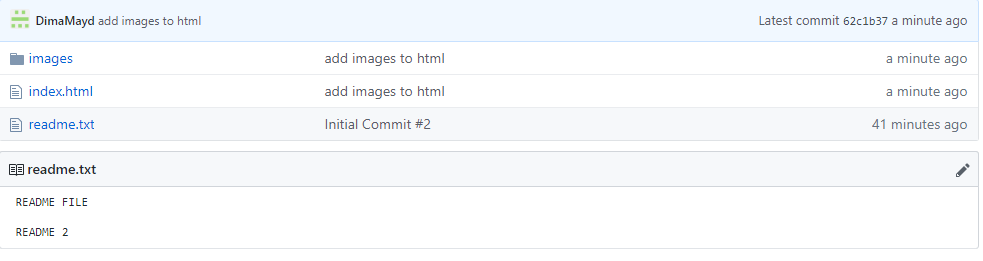 DimaMayd add images to html Latest commit 62c1b37 a minute ago
images add images to html a minute ago
index.html add images to html a minute ago
readme.txt Initial Commit #2 41 minutes ago
readme.txt
README FILE
README 2